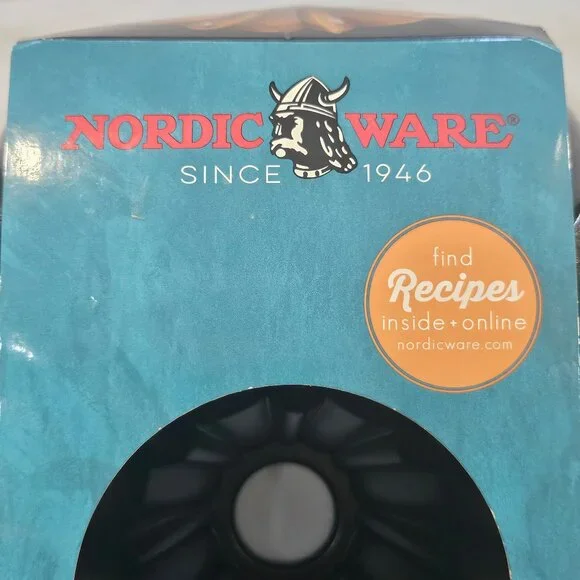 NORDIC WARE®
SINCE 1946
find
Recipes
inside + online
nordicware.com